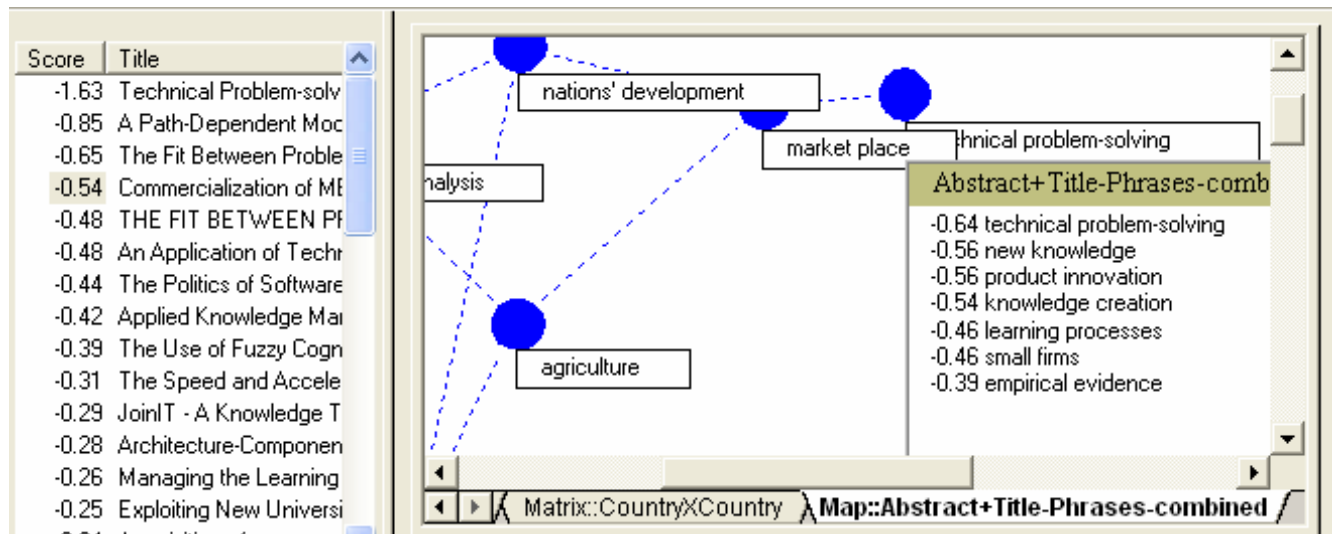 Score Title
-1.63 Technical Problem-solv
-0.85 A Path-Dependent Moc
-0.65 The Fit Between Proble
-0.54 Commercialization of ME
-0.48 THE FIT BETWEEN PF
-0.48 An Application of Techr
-0.44 The Politics of Software
-0.42 Applied Knowledge Mar
-0.39 The Use of Fuzzy Cogn
-0.31 The Speed and Accele
-0.29 JoinIT - A Knowledge T
-0.28 Architecture-Componen
-0.26 Managing the Learning
-0.25 Exploiting New Universi
nations' development
market place
hnical problem-solving
nalysis
agriculture
Abstract+Title-Phrases-comb
-0.64 technical problem-solving
-0.56 new knowledge
-0.56 product innovation
-0.54 knowledge creation
-0.46 learning processes
-0.46 small firms
-0.39 empirical evidence
Matrix::CountryXCountry Map::Abstract+Title-Phrases-combined